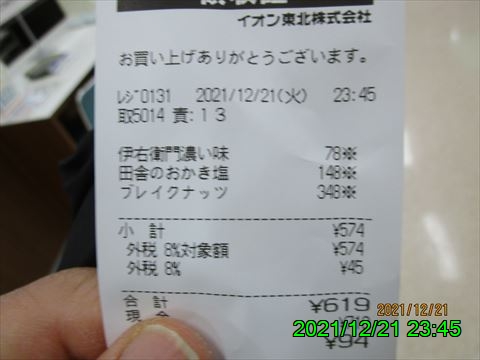 イオン東北株式会社
お買い上げありがとうございます。
ﾚｼﾞ0131 2021/12/21(火) 23:45
取5014 責:13
伊右衛門濃い味 78※
田舎のおかき塩 148※
ブレイクナッツ 348※
小計 ¥574
外税 8%対象額 ¥574
外税 8% ¥45
合計 ¥619
2021/12/21
現金
2021/12/21 23:45
¥94